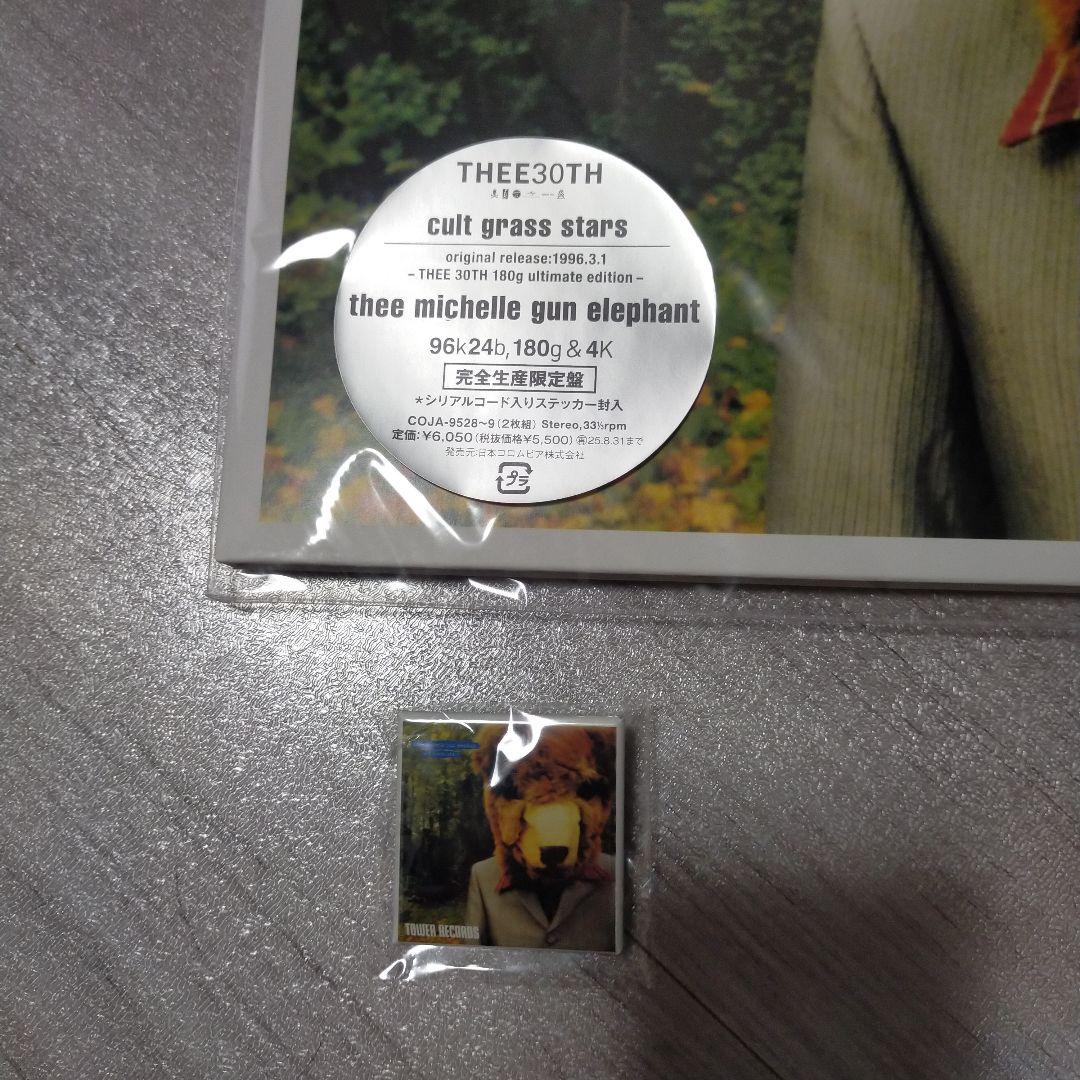 THEE30TH
cult grass stars
original release:1996.3.1
– THEE 30TH 180g ultimate edition –
thee michelle gun elephant
96k24b,180g & 4K
完全生産限定盤
*シリアルコード入りステッカー封入
COJA-9528~9(2枚組) Stereo,33⅓rpm
定価:¥6,050(税抜価格¥5,500) ㊢25.8.31まで
発売元:日本コロムビア株式会社
プラ
TOWER RECORDS